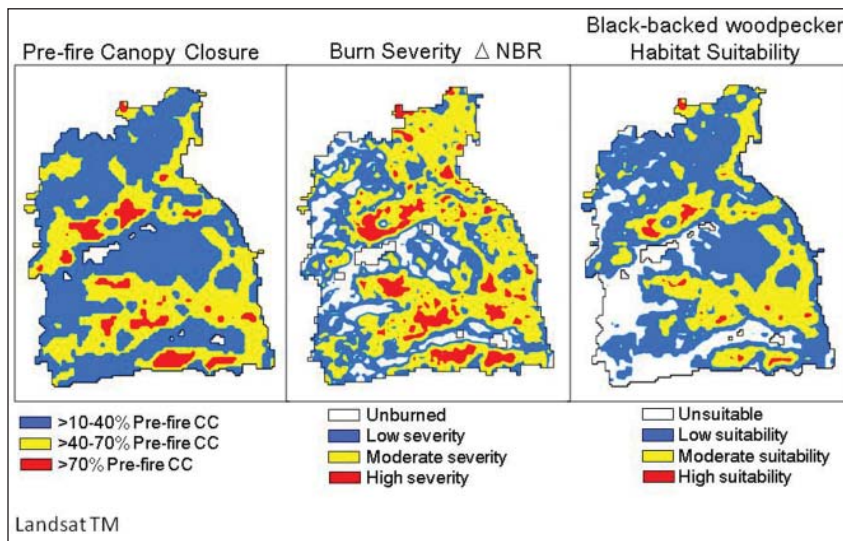 Pre-fire Canopy Closure
Burn Severity △ NBR
Black-backed woodpecker
Habitat Suitability
>10-40% Pre-fire CC
>40-70% Pre-fire CC
>70% Pre-fire CC
Unburned
Low severity
Moderate severity
High severity
Unsuitable
Low suitability
Moderate suitability
High suitability
Landsat TM